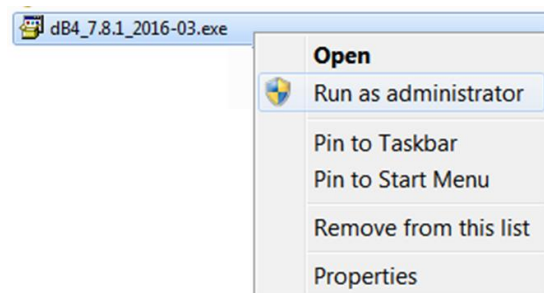 dB4_7.8.1_2016-03.exe
Open
Run as administrator
Pin to Taskbar
Pin to Start Menu
Remove from this list
Properties